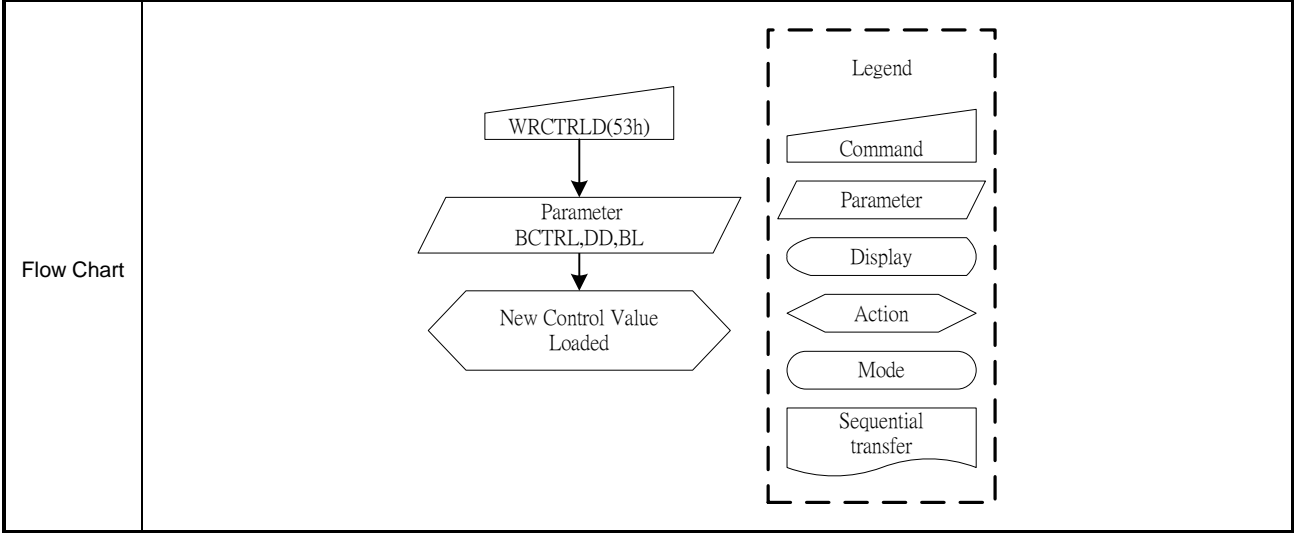 Flow Chart
WRCTRLD(53h)
Parameter
BCTRL,DD,BL
New Control Value
Loaded
Legend
Command
Parameter
Display
Action
Mode
Sequential
transfer